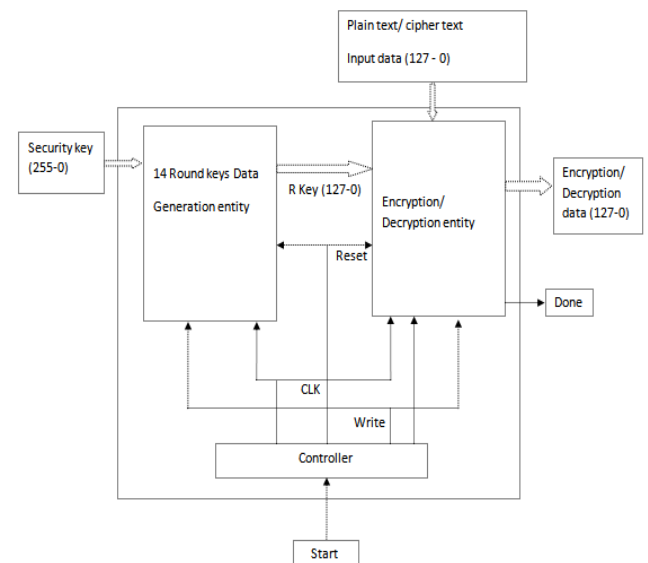 Plain text/ cipher text
Input data (127 - 0)
Security key
(255-0)
14 Round keys Data
Generation entity
R Key (127-0)
Encryption/
Decryption entity
Encryption/
Decryption
data (127-0)
Reset
Done
CLK
Write
Controller
Start